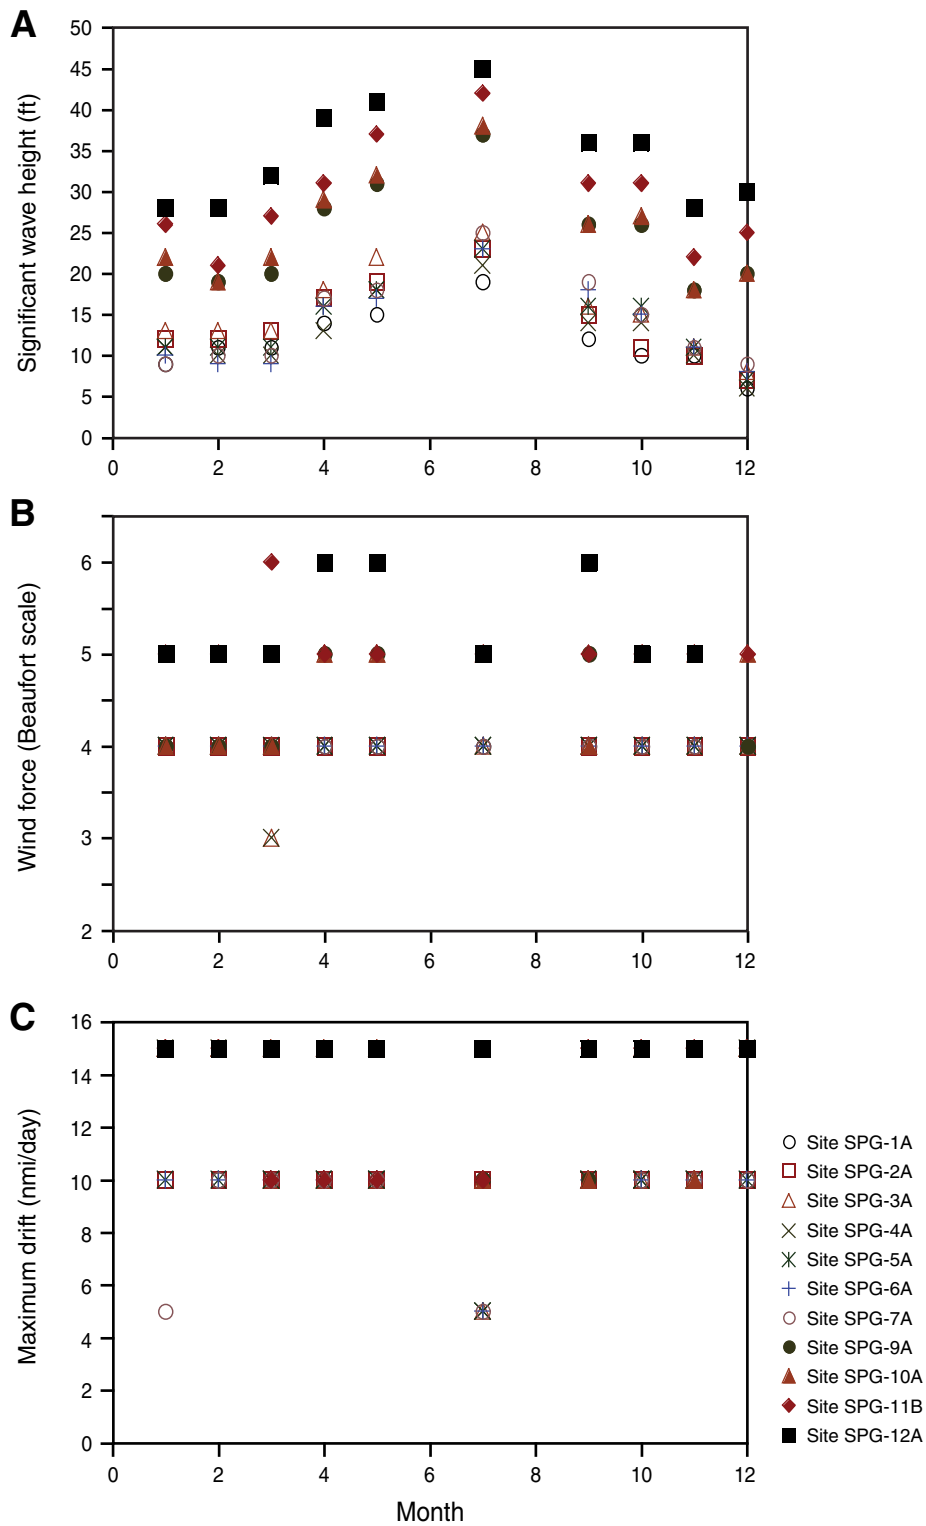 A
Significant wave height (ft)
50
45
40
35
30
25
20
15
10
5
0
0 2 4 6 8 10 12
B
Wind force (Beaufort scale)
6
5
4
3
2
0 2 4 6 8 10 12
C
Maximum drift (nmi/day)
16
14
12
10
8
6
4
2
0
0 2 4 6 8 10 12
Month
Site SPG-1A
Site SPG-2A
Site SPG-3A
Site SPG-4A
Site SPG-5A
Site SPG-6A
Site SPG-7A
Site SPG-9A
Site SPG-10A
Site SPG-11B
Site SPG-12A